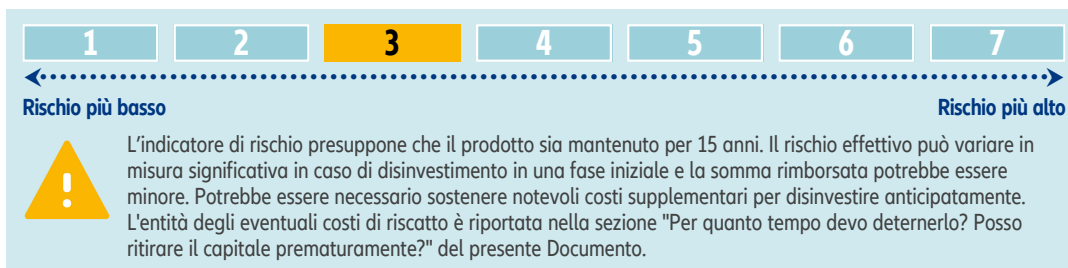 1 2 3 4 5 6 7
Rischio più basso Rischio più alto
L'indicatore di rischio presuppone che il prodotto sia mantenuto per 15 anni. Il rischio effettivo può variare in
misura significativa in caso di disinvestimento in una fase iniziale e la somma rimborsata potrebbe essere
minore. Potrebbe essere necessario sostenere notevoli costi supplementari per disinvestire anticipatamente.
L'entità degli eventuali costi di riscatto è riportata nella sezione "Per quanto tempo devo deternerlo? Posso
ritirare il capitale prematuramente?" del presente Documento.